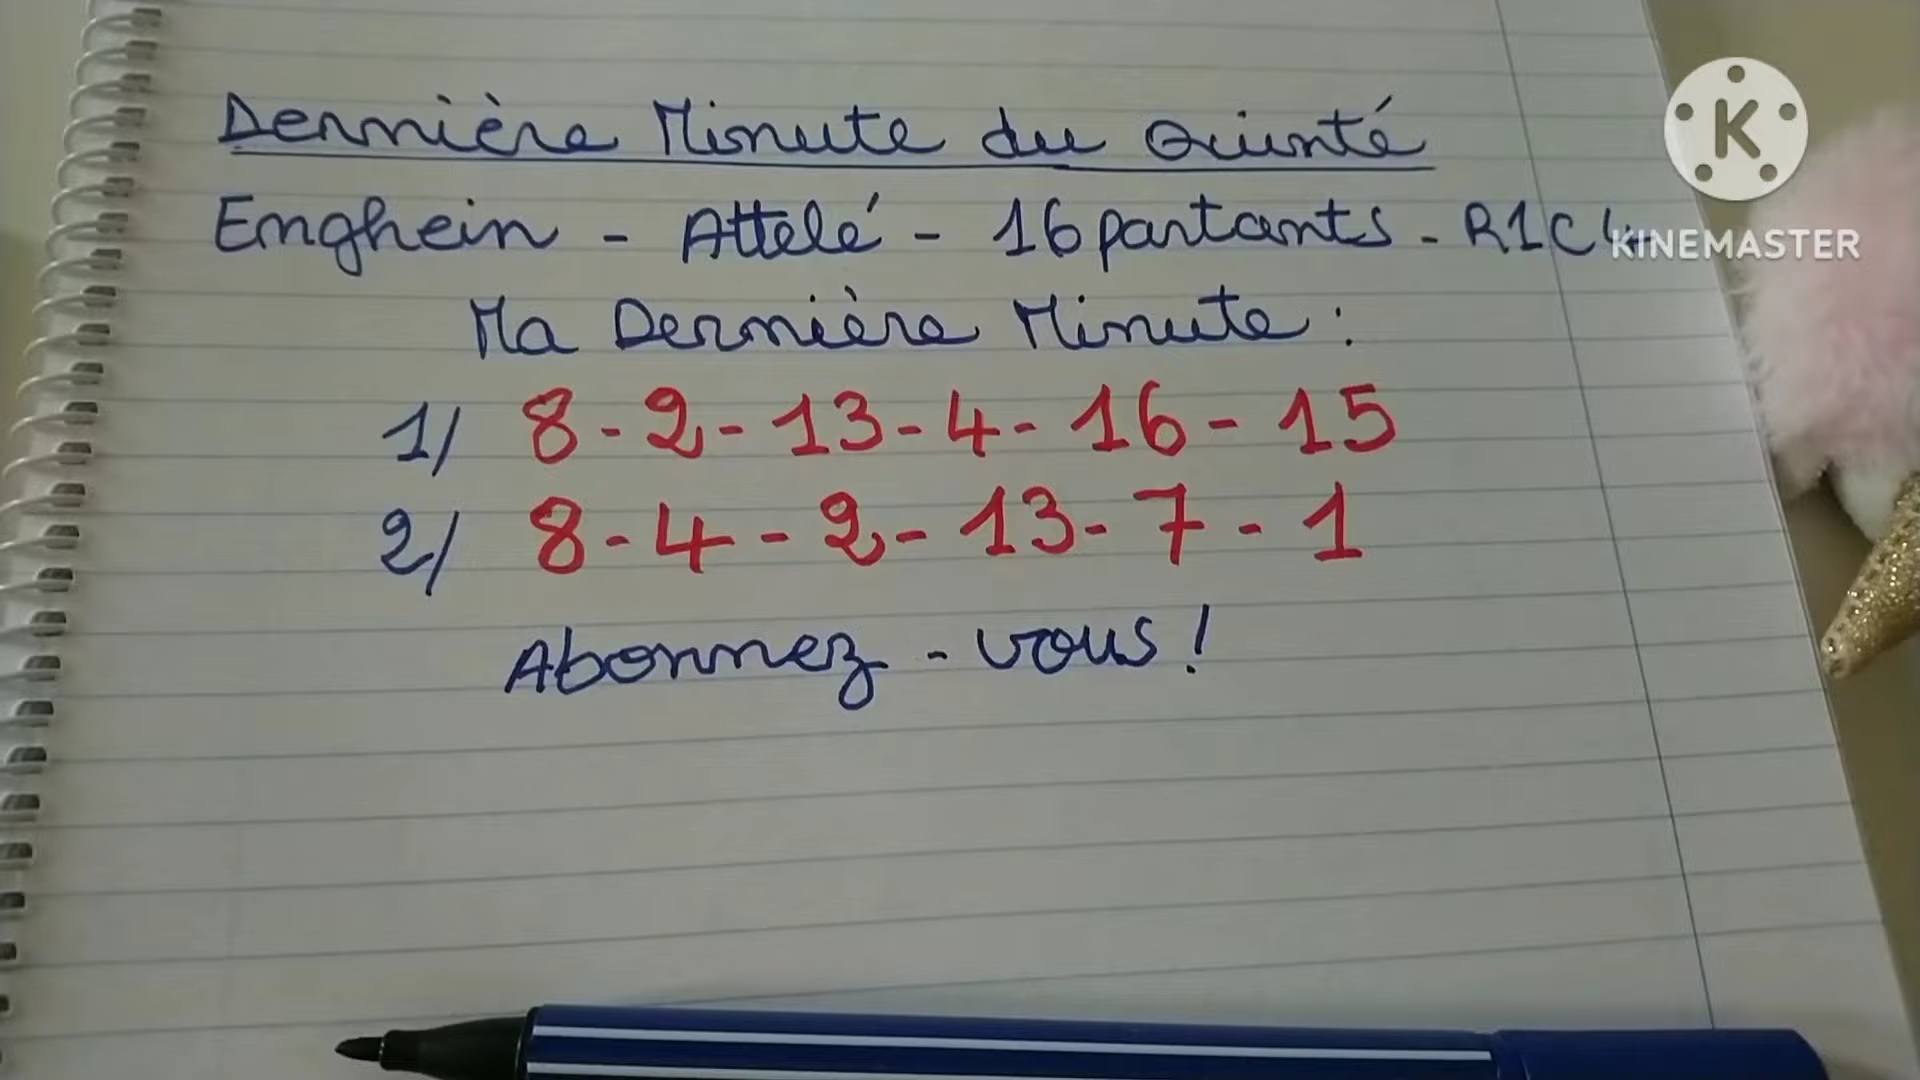 Dernière Minute du Quinté
Enghein - Attelé - 16 partants - R1C4
KINEMASTER
Ma Dernière Minute :
1/ 8 - 2 - 13 - 4 - 16 - 15
2/ 8 - 4 - 2 - 13 - 7 - 1
Abonnez - vous !